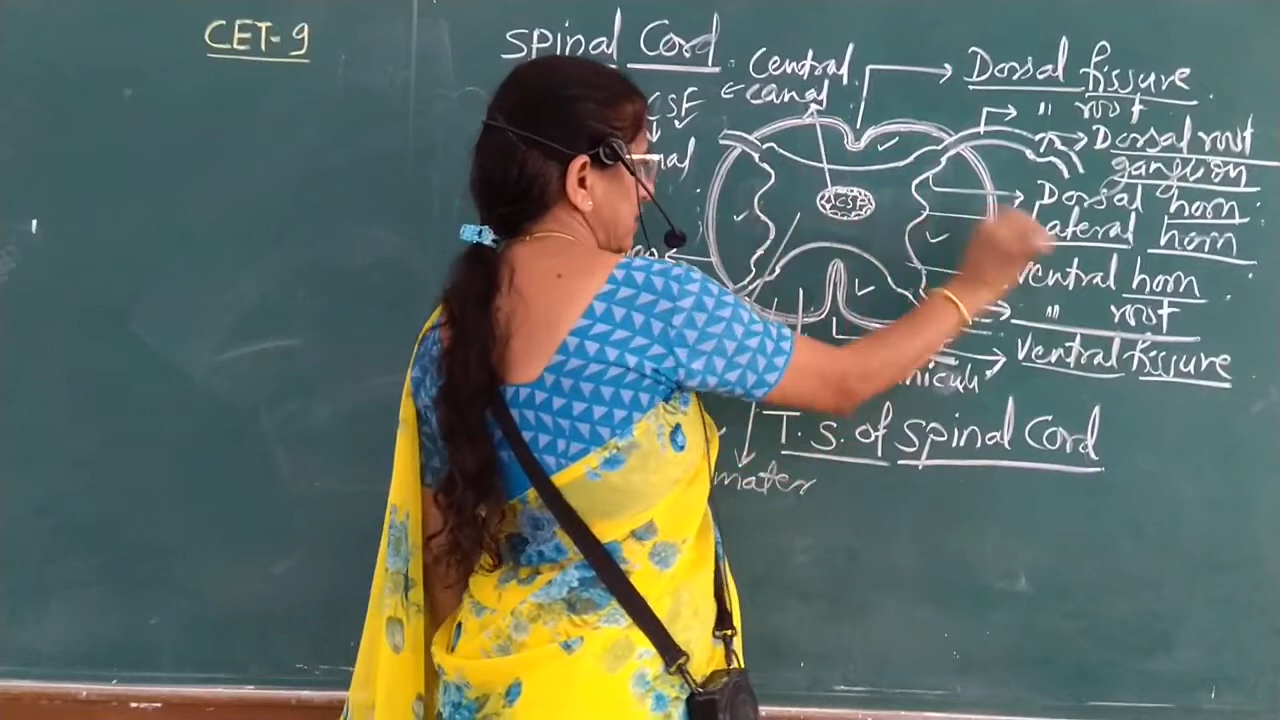 CET-9
Spinal Cord
Central
canal
CSF
CSF
Dorsal fissure
" root
Dorsal root
ganglion
Dorsal horn
Lateral horn
ventral horn
" root
Ventral fissure
T.S. of Spinal Cord
mater